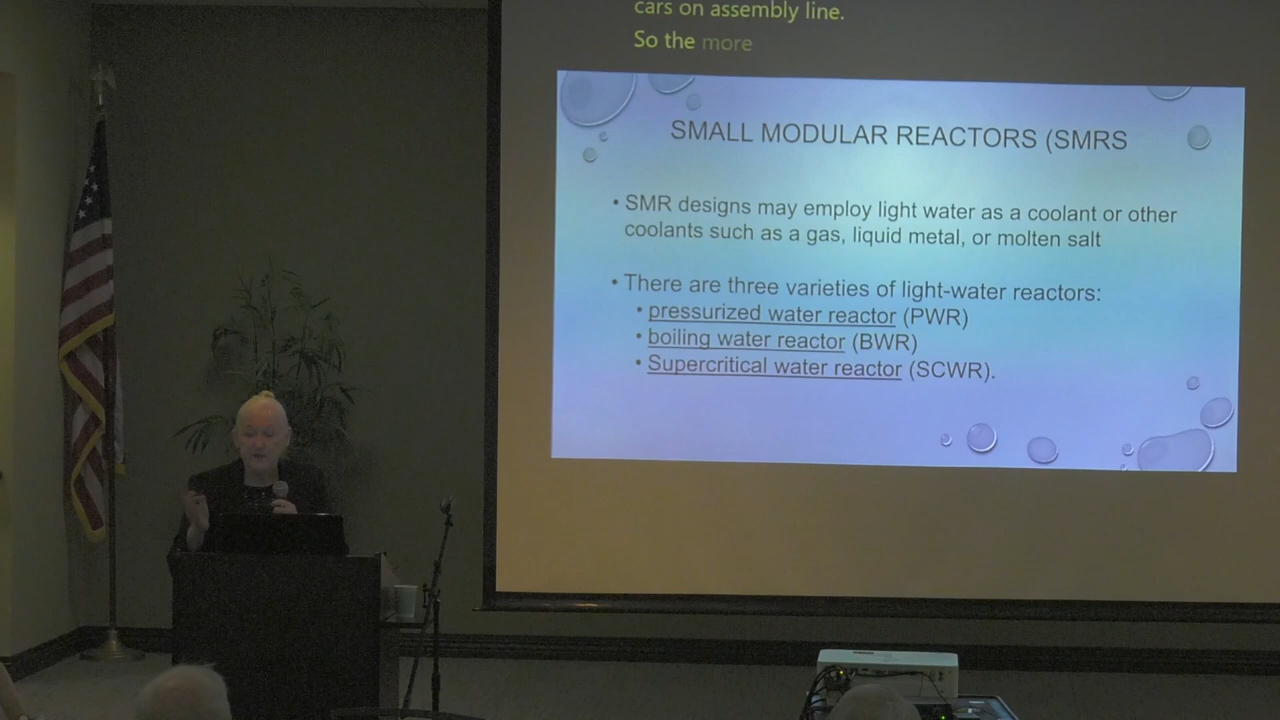 cars on assembly line.
So the more
SMALL MODULAR REACTORS (SMRS
• SMR designs may employ light water as a coolant or other
coolants such as a gas, liquid metal, or molten salt
• There are three varieties of light-water reactors:
• pressurized water reactor (PWR)
• boiling water reactor (BWR)
• Supercritical water reactor (SCWR).